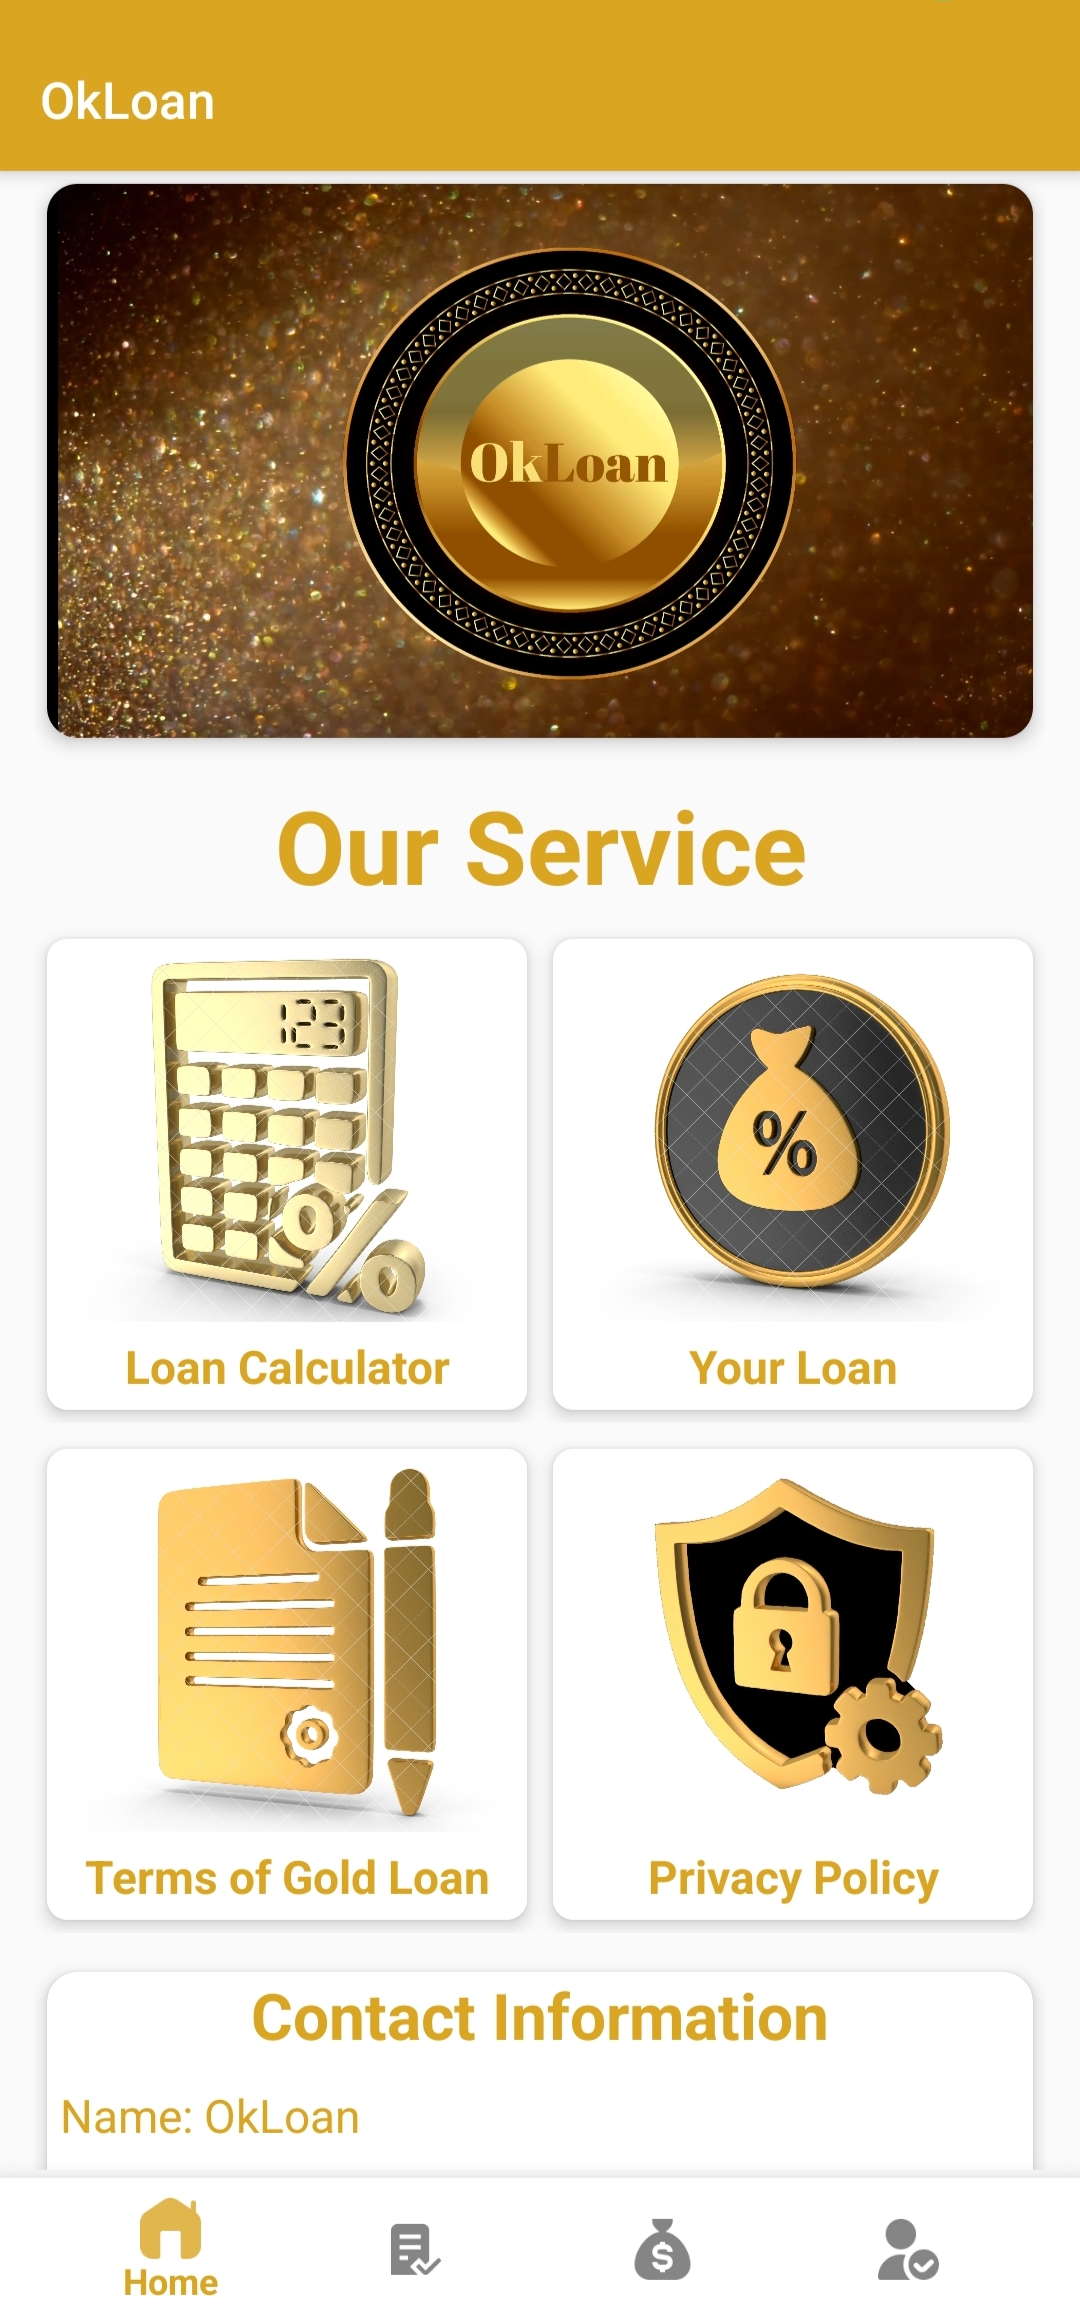 OkLoan
OkLoan
Our Service
123
%
Loan Calculator
%
Your Loan
Terms of Gold Loan
Privacy Policy
Contact Information
Name: OkLoan
$
Home